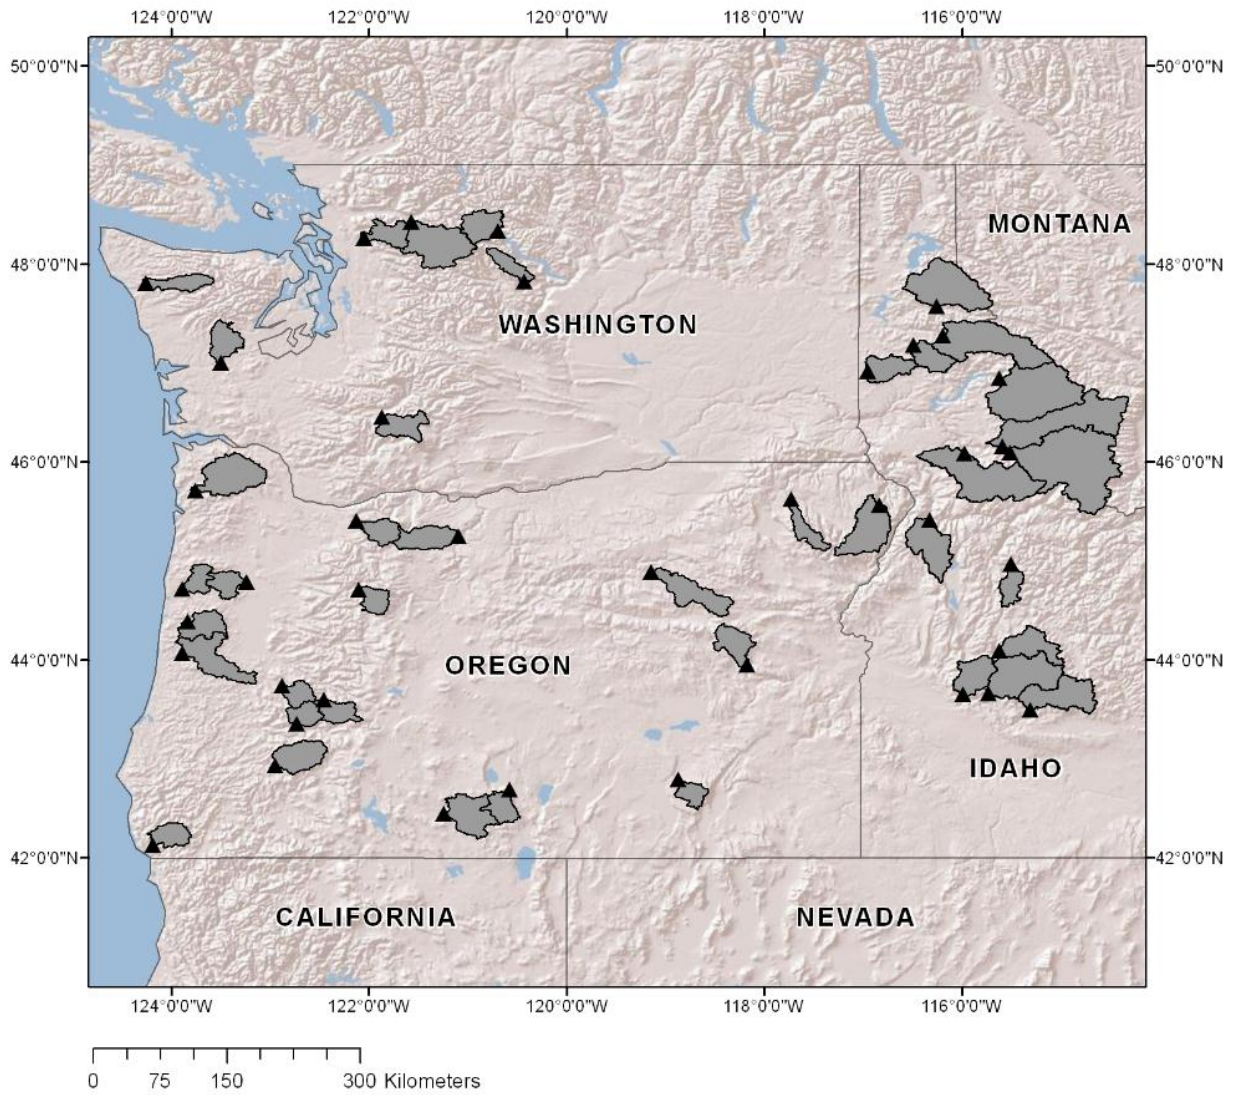 124°0'0"W 122°0'0"W 120°0'0"W 118°0'0"W 116°0'0"W
50°0'0"N 50°0'0"N
MONTANA
48°0'0"N 48°0'0"N
WASHINGTON
46°0'0"N 46°0'0"N
OREGON
44°0'0"N 44°0'0"N
IDAHO
42°0'0"N 42°0'0"N
CALIFORNIA NEVADA
124°0'0"W 122°0'0"W 120°0'0"W 118°0'0"W 116°0'0"W
0 75 150 300 Kilometers